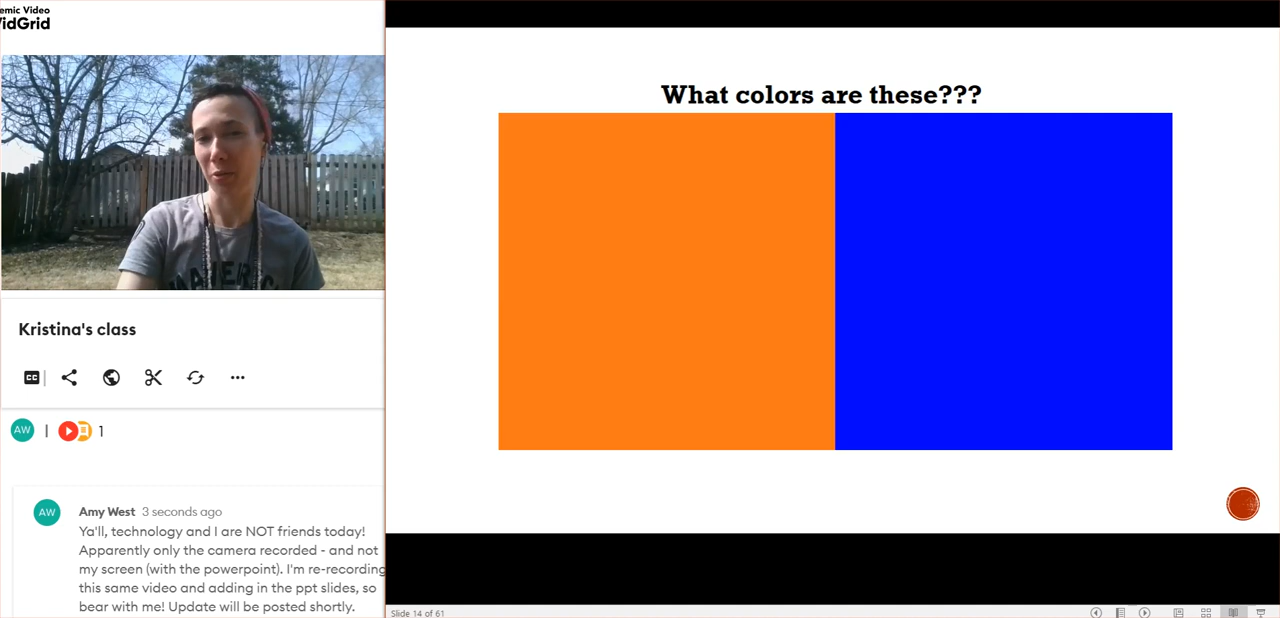 emic Video
VidGrid
What colors are these???
MAVERIC
Kristina's class
CC
AW
1
AW
Amy West 3 seconds ago
Ya'll, technology and I are NOT friends today!
Apparently only the camera recorded - and not
my screen (with the powerpoint). I'm re-recording
this same video and adding in the ppt slides, so
bear with me! Update will be posted shortly.
Slide 14 of 61